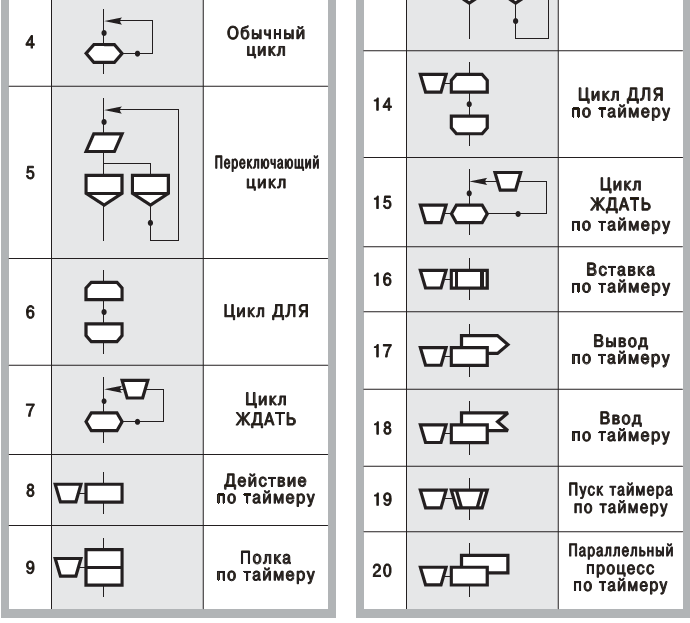 4
Обычный
цикл
5
Переключающий
цикл
6
Цикл ДЛЯ
7
Цикл
ЖДАТЬ
8
Действие
по таймеру
9
Полка
по таймеру
14
Цикл ДЛЯ
по таймеру
15
Цикл
ЖДАТЬ
по таймеру
16
Вставка
по таймеру
17
Вывод
по таймеру
18
Ввод
по таймеру
19
Пуск таймера
по таймеру
20
Параллельный
процесс
по таймеру